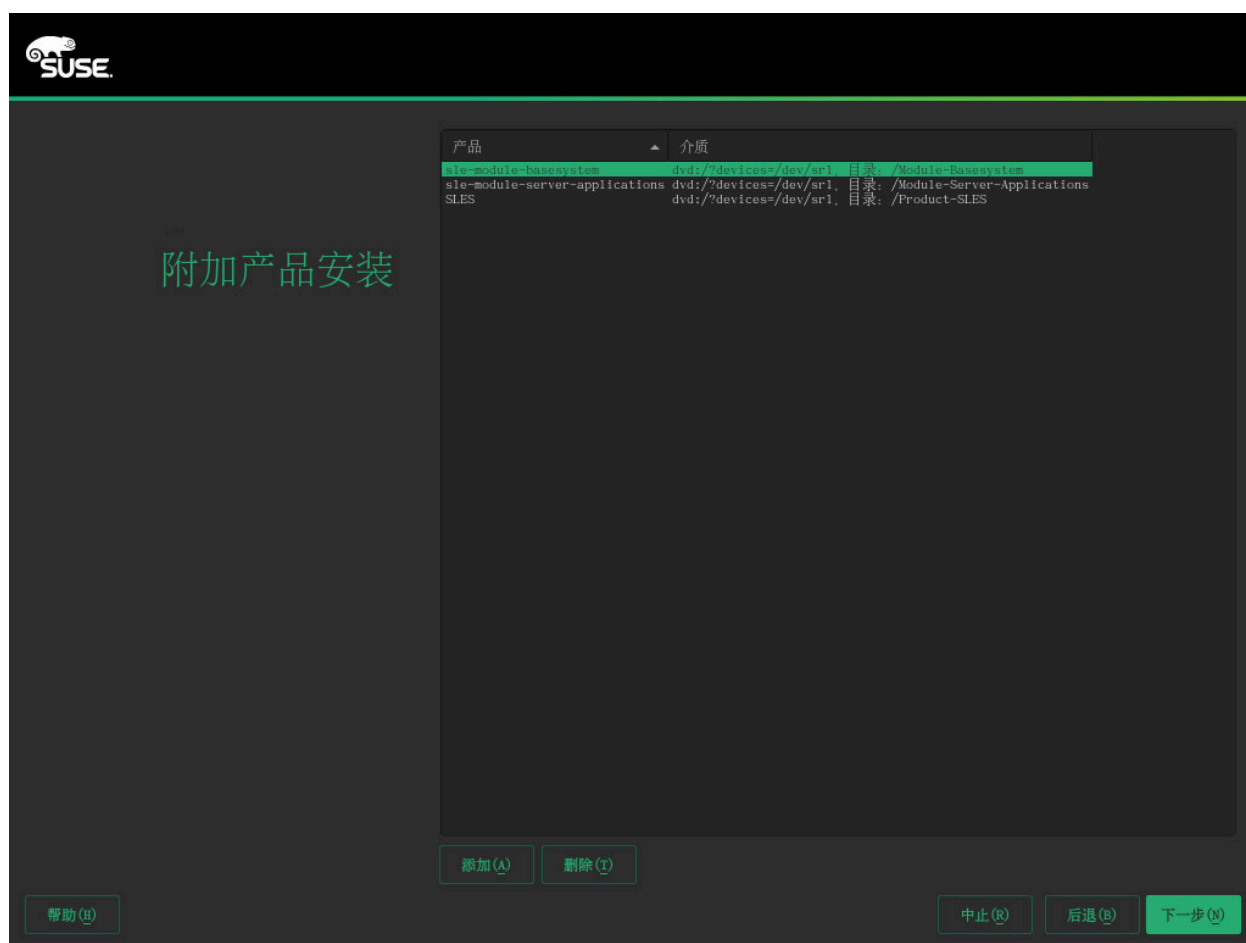 SUSE.
产品 介质
sle-module-basesystem dvd:/?devices=/dev/sr1, 目录: /Module-Basesystem
sle-module-server-applications dvd:/?devices=/dev/sr1, 目录: /Module-Server-Applications
SLES dvd:/?devices=/dev/sr1, 目录: /Product-SLES
附加产品安装
添加(A) 删除(T)
帮助(H) 中止(R) 后退(B) 下一步(N)